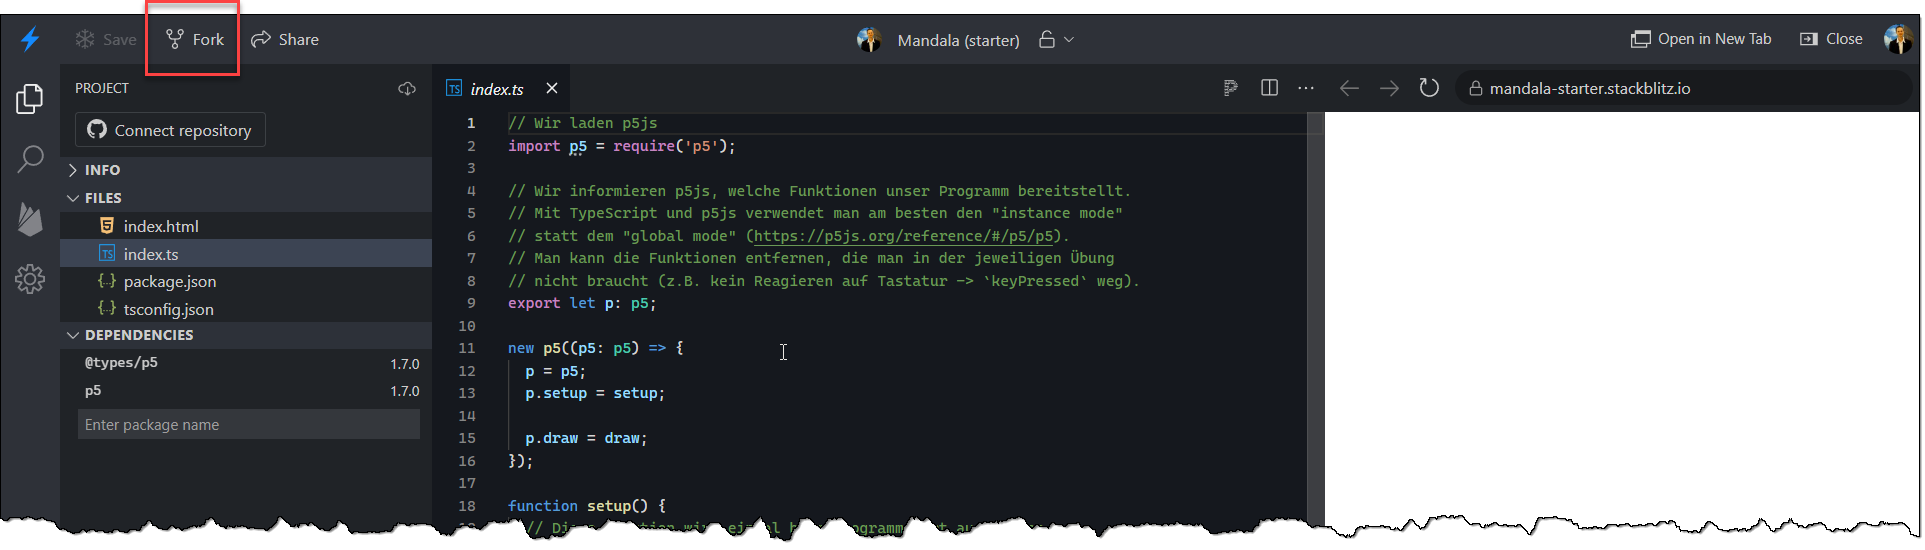 Save
Fork
Share
Mandala (starter)
Open in New Tab
Close
PROJECT
Connect repository
INFO
FILES
index.html
TS index.ts
{..} package.json
{..} tsconfig.json
DEPENDENCIES
@types/p5 1.7.0
p5 1.7.0
Enter package name
TS index.ts
mandala-starter.stackblitz.io
1 // Wir laden p5js
2 import p5 = require('p5');
3
4 // Wir informieren p5js, welche Funktionen unser Programm bereitstellt.
5 // Mit TypeScript und p5js verwendet man am besten den "instance mode"
6 // statt dem "global mode" (https://p5js.org/reference/#/p5/p5).
7 // Man kann die Funktionen entfernen, die man in der jeweiligen Übung
8 // nicht braucht (z.B. kein Reagieren auf Tastatur -> `keyPressed` weg).
9 export let p: p5;
10
11 new p5((p5: p5) => {
12 p = p5;
13 p.setup = setup;
14
15 p.draw = draw;
16 });
17
18 function setup() {